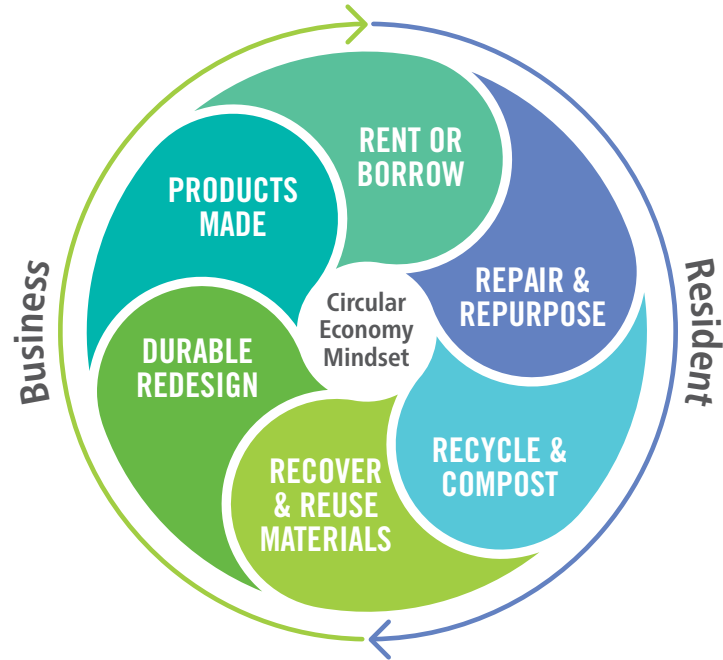 RENT OR
BORROW
REPAIR &
REPURPOSE
RECYCLE &
COMPOST
RECOVER
& REUSE
MATERIALS
DURABLE
REDESIGN
PRODUCTS
MADE
Circular
Economy
Mindset
Business
Resident